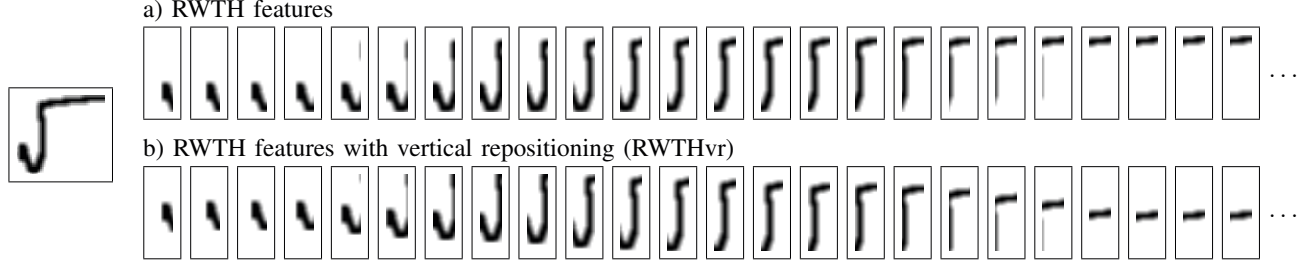 a) RWTH features
...
b) RWTH features with vertical repositioning (RWTHvr)
...